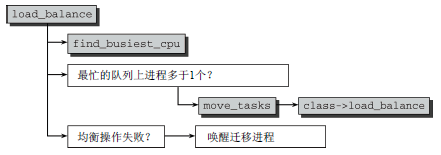 load_balance
find_busiest_cpu
最忙的队列上进程多于1个？
move_tasks
class->load_balance
均衡操作失败？
唤醒迁移进程